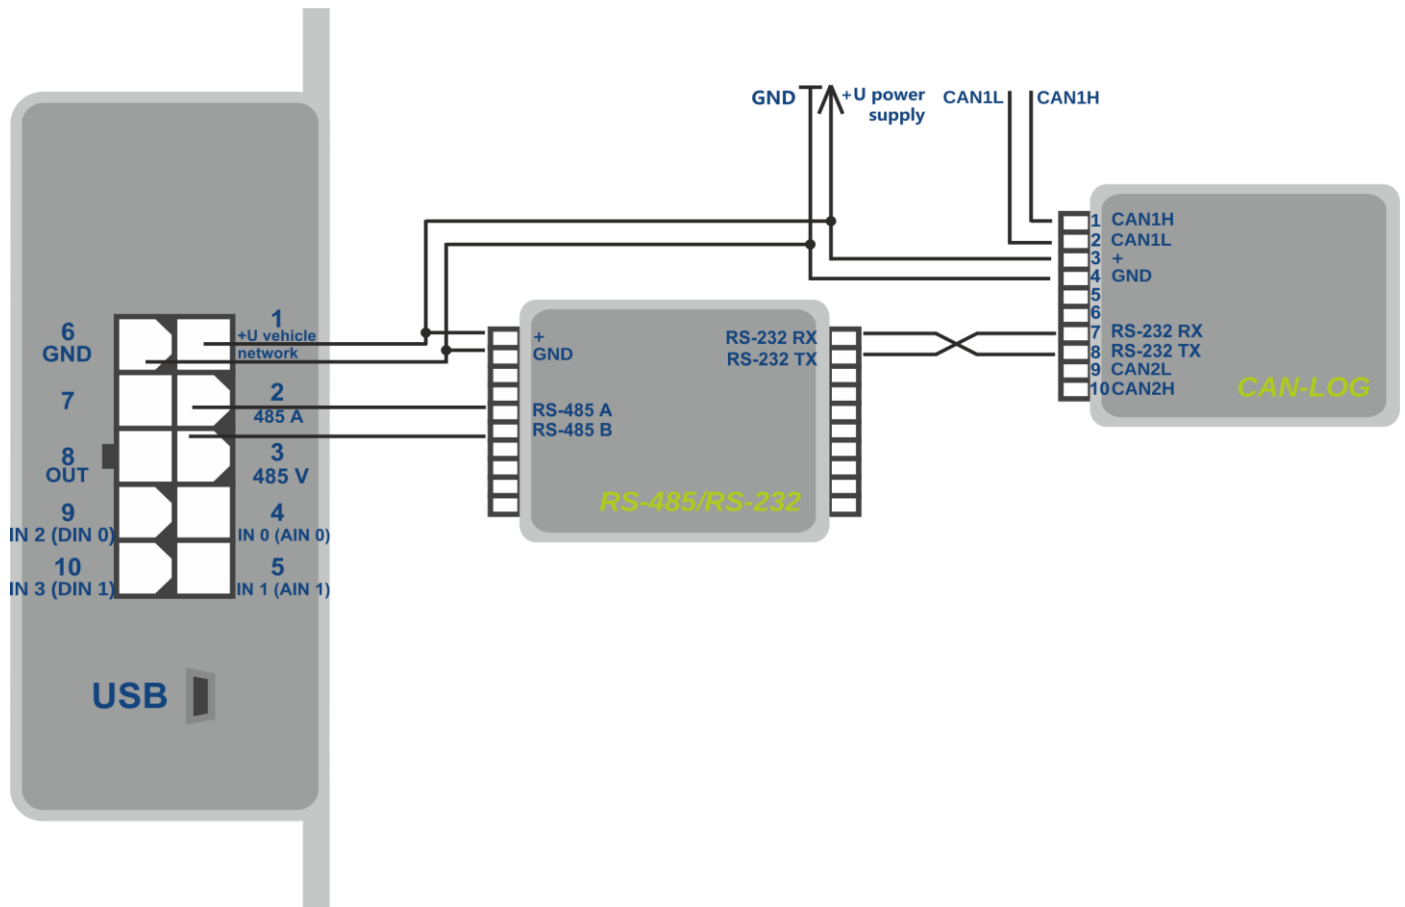 GND
+U power
supply
CAN1L
CAN1H
1 CAN1H
2 CAN1L
3 +
4 GND
5
6
7 RS-232 RX
8 RS-232 TX
9 CAN2L
10 CAN2H
CAN-LOG
+
GND
RS-485 A
RS-485 B
RS-232 RX
RS-232 TX
RS-485/RS-232
6
GND
7
8
OUT
9
IN 2 (DIN 0)
10
IN 3 (DIN 1)
1
+U vehicle
network
2
485 A
3
485 V
4
IN 0 (AIN 0)
5
IN 1 (AIN 1)
USB